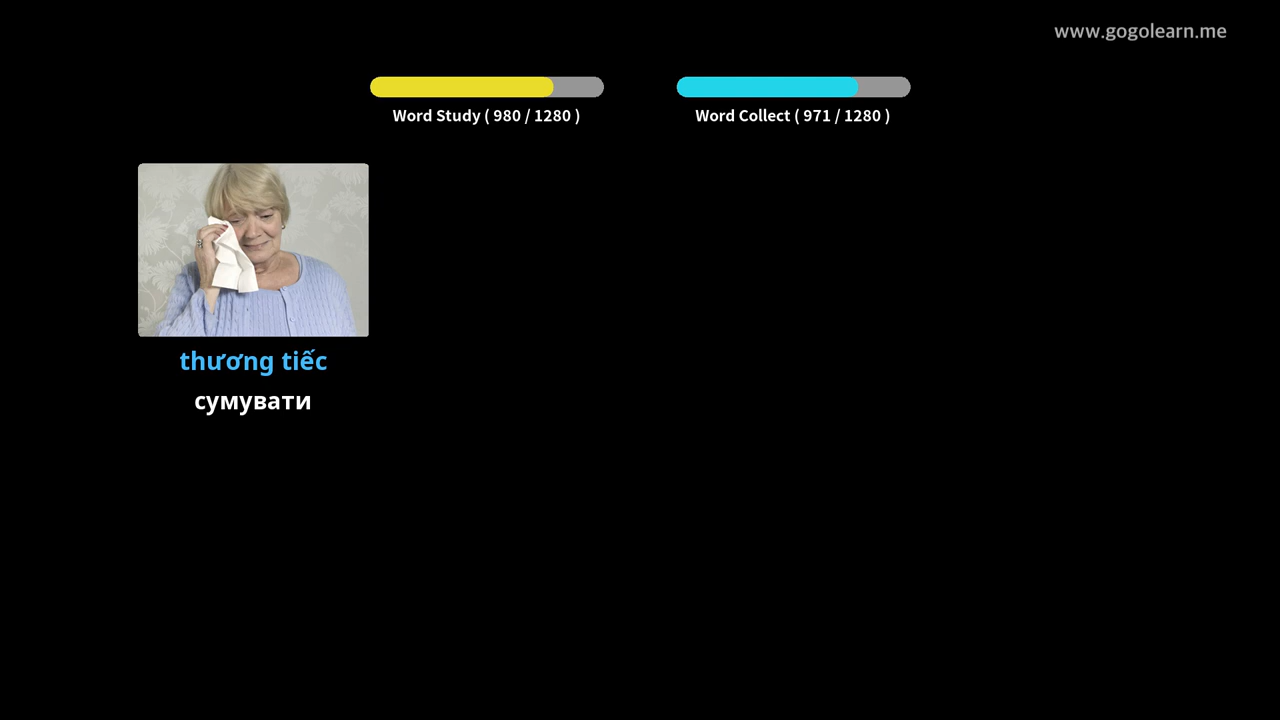 www.gogolearn.me
Word Study ( 980 / 1280 )
Word Collect ( 971 / 1280 )
thương tiếc
сумувати